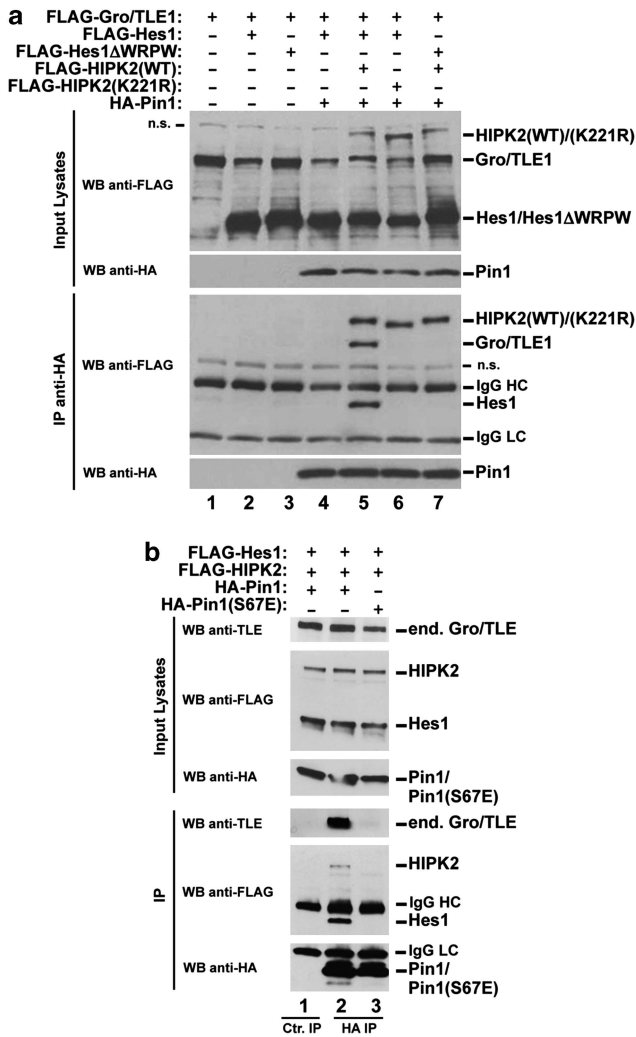 a
FLAG-Gro/TLE1: + + + + + + +
FLAG-Hes1: – + – + + + –
FLAG-Hes1ΔWRPW: – – + – – – +
FLAG-HIPK2(WT): – – – – + – +
FLAG-HIPK2(K221R): – – – – – + –
HA-Pin1: – – – + + + +
Input Lysates
WB anti-FLAG
n.s.
HIPK2(WT)/(K221R)
Gro/TLE1
Hes1/Hes1ΔWRPW
WB anti-HA
Pin1
IP anti-HA
WB anti-FLAG
HIPK2(WT)/(K221R)
Gro/TLE1
n.s.
IgG HC
Hes1
IgG LC
WB anti-HA
Pin1
1 2 3 4 5 6 7
b
FLAG-Hes1: + + +
FLAG-HIPK2: + + +
HA-Pin1: + + –
HA-Pin1(S67E): – – +
Input Lysates
WB anti-TLE
end. Gro/TLE
WB anti-FLAG
HIPK2
Hes1
WB anti-HA
Pin1/
Pin1(S67E)
IP
WB anti-TLE
end. Gro/TLE
WB anti-FLAG
HIPK2
IgG HC
Hes1
WB anti-HA
IgG LC
Pin1/
Pin1(S67E)
1 2 3
Ctr. IP HA IP